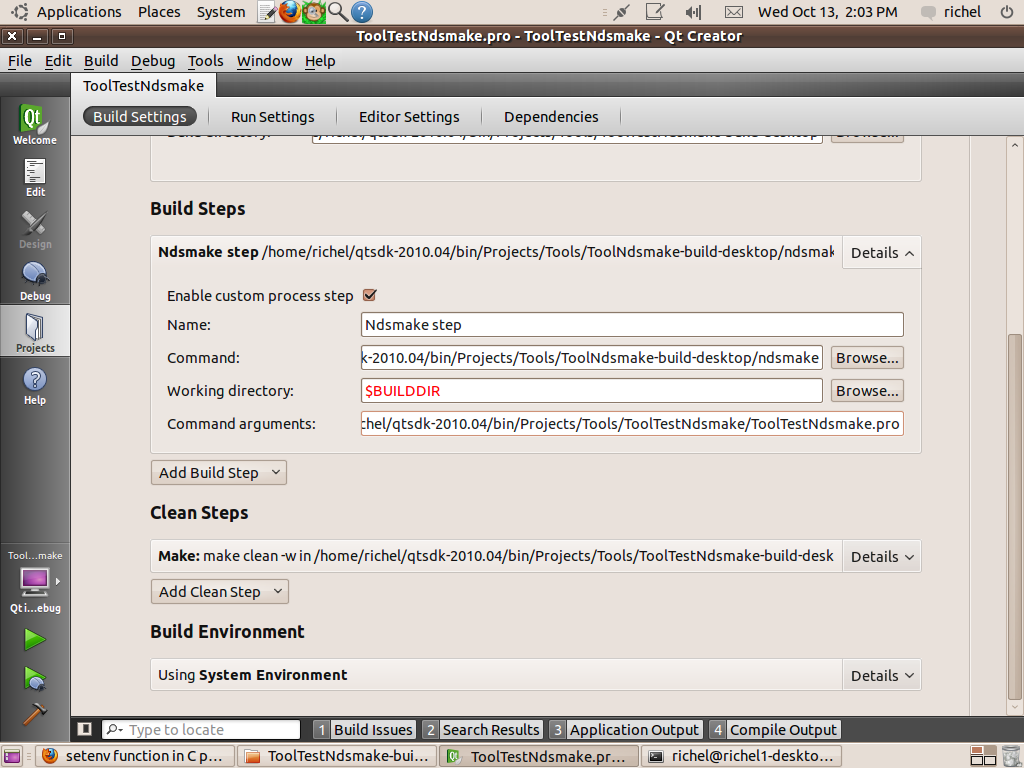 Applications Places System Wed Oct 13, 2:03 PM richel
ToolTestNdsmake.pro - ToolTestNdsmake - Qt Creator
File Edit Build Debug Tools Window Help
ToolTestNdsmake
Build Settings Run Settings Editor Settings Dependencies
Welcome
Edit
Design
Debug
Projects
Help
Build Steps
Ndsmake step /home/richel/qtsdk-2010.04/bin/Projects/Tools/ToolNdsmake-build-desktop/ndsmak Details
Enable custom process step
Name: Ndsmake step
Command: k-2010.04/bin/Projects/Tools/ToolNdsmake-build-desktop/ndsmake Browse...
Working directory: $BUILDDIR Browse...
Command arguments: chel/qtsdk-2010.04/bin/Projects/Tools/ToolTestNdsmake/ToolTestNdsmake.pro
Add Build Step
Clean Steps
Make: make clean -w in /home/richel/qtsdk-2010.04/bin/Projects/Tools/ToolTestNdsmake-build-desk Details
Add Clean Step
Build Environment
Using System Environment Details
Tool...make
Qt i...ebug
Type to locate 1 Build Issues 2 Search Results 3 Application Output 4 Compile Output
setenv function in C p... ToolTestNdsmake-bui... ToolTestNdsmake.pr... richel@richel1-deskto...